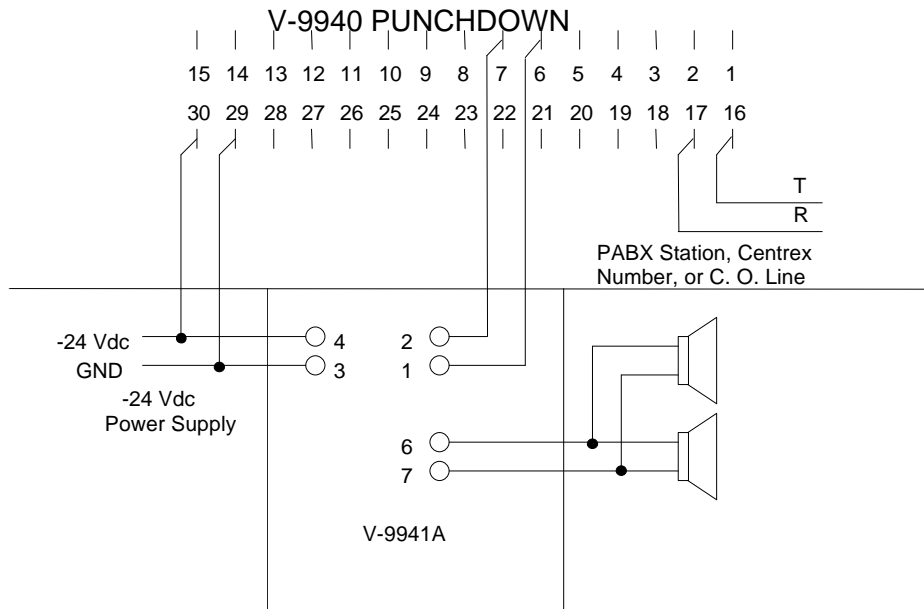 V-9940 PUNCHDOWN
15 14 13 12 11 10 9 8 7 6 5 4 3 2 1
30 29 28 27 26 25 24 23 22 21 20 19 18 17 16
T
R
PABX Station, Centrex
Number, or C. O. Line
-24 Vdc
GND
-24 Vdc
Power Supply
4
3
2
1
6
7
V-9941A